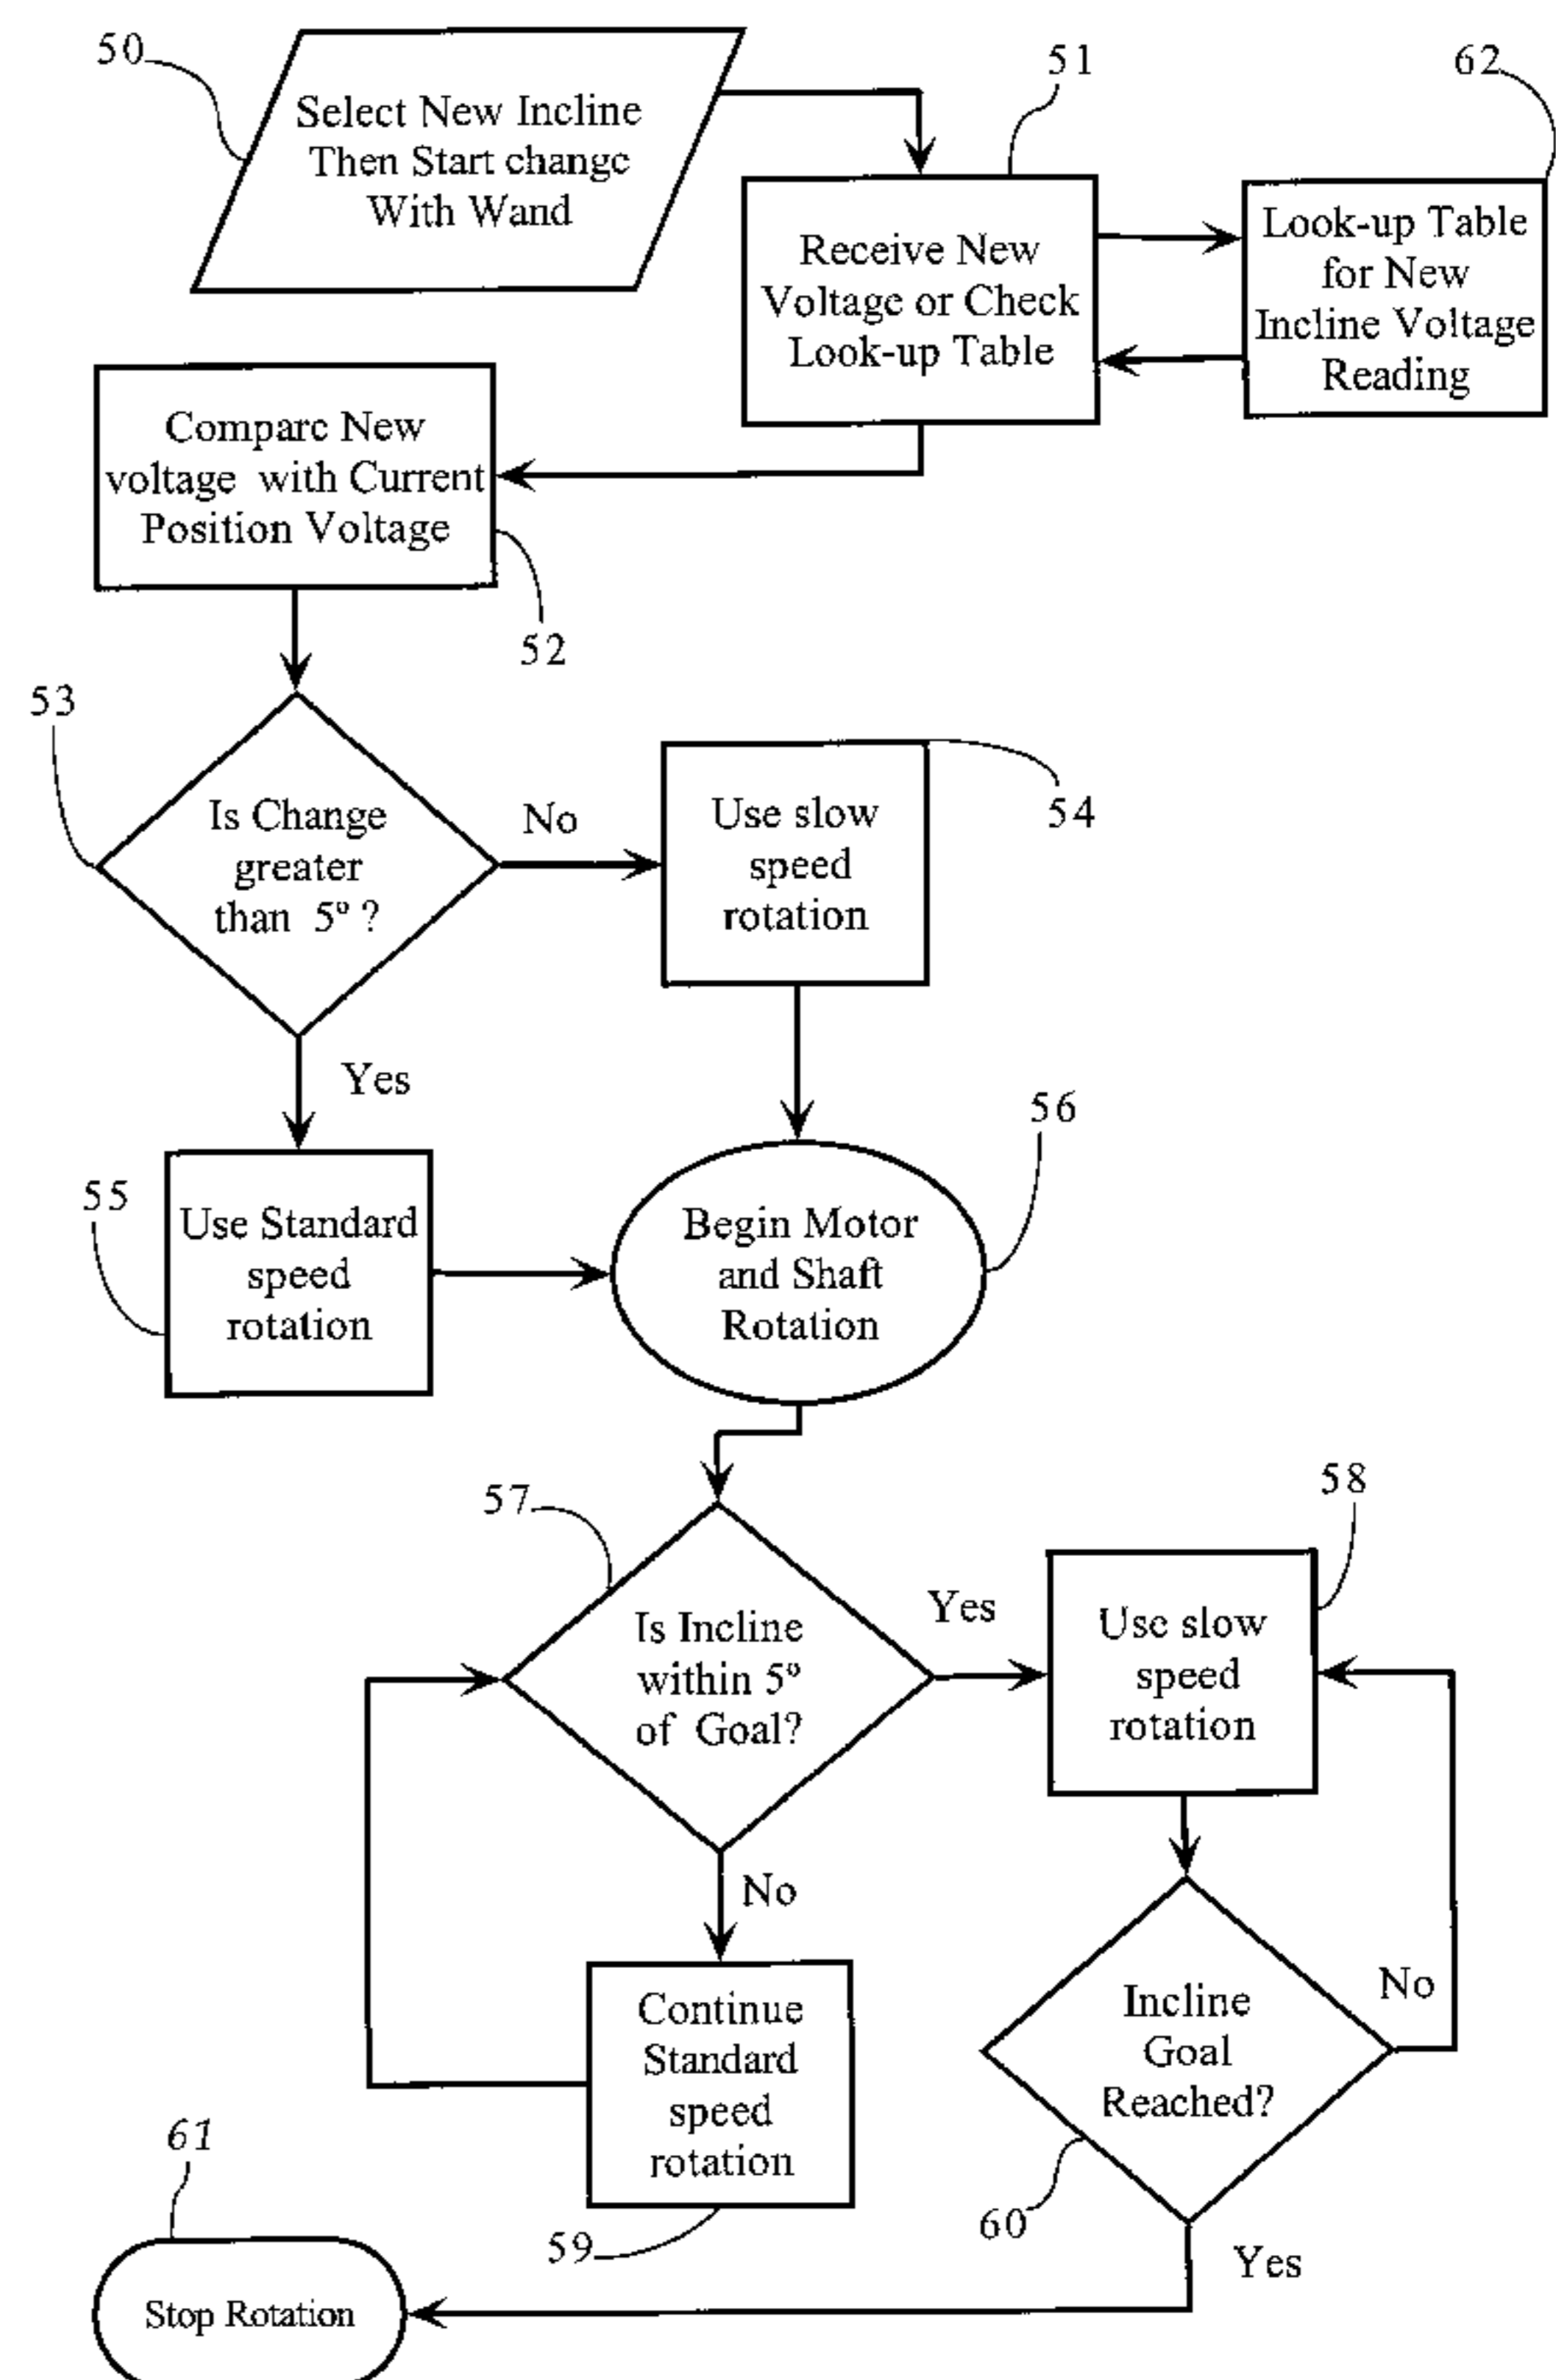 50
Select New Incline
Then Start change
With Wand
51
Receive New
Voltage or Check
Look-up Table
62
Look-up Table
for New
Incline Voltage
Reading
Compare New
voltage with Current
Position Voltage
52
53
Is Change
greater
than 5º ?
No
Use slow
speed
rotation
54
Yes
55
Use Standard
speed
rotation
Begin Motor
and Shaft
Rotation
56
57
Is Incline
within 5º
of Goal?
Yes
Use slow
speed
rotation
58
No
Continue
Standard
speed
rotation
59
Incline
Goal
Reached?
No
60
Yes
61
Stop Rotation